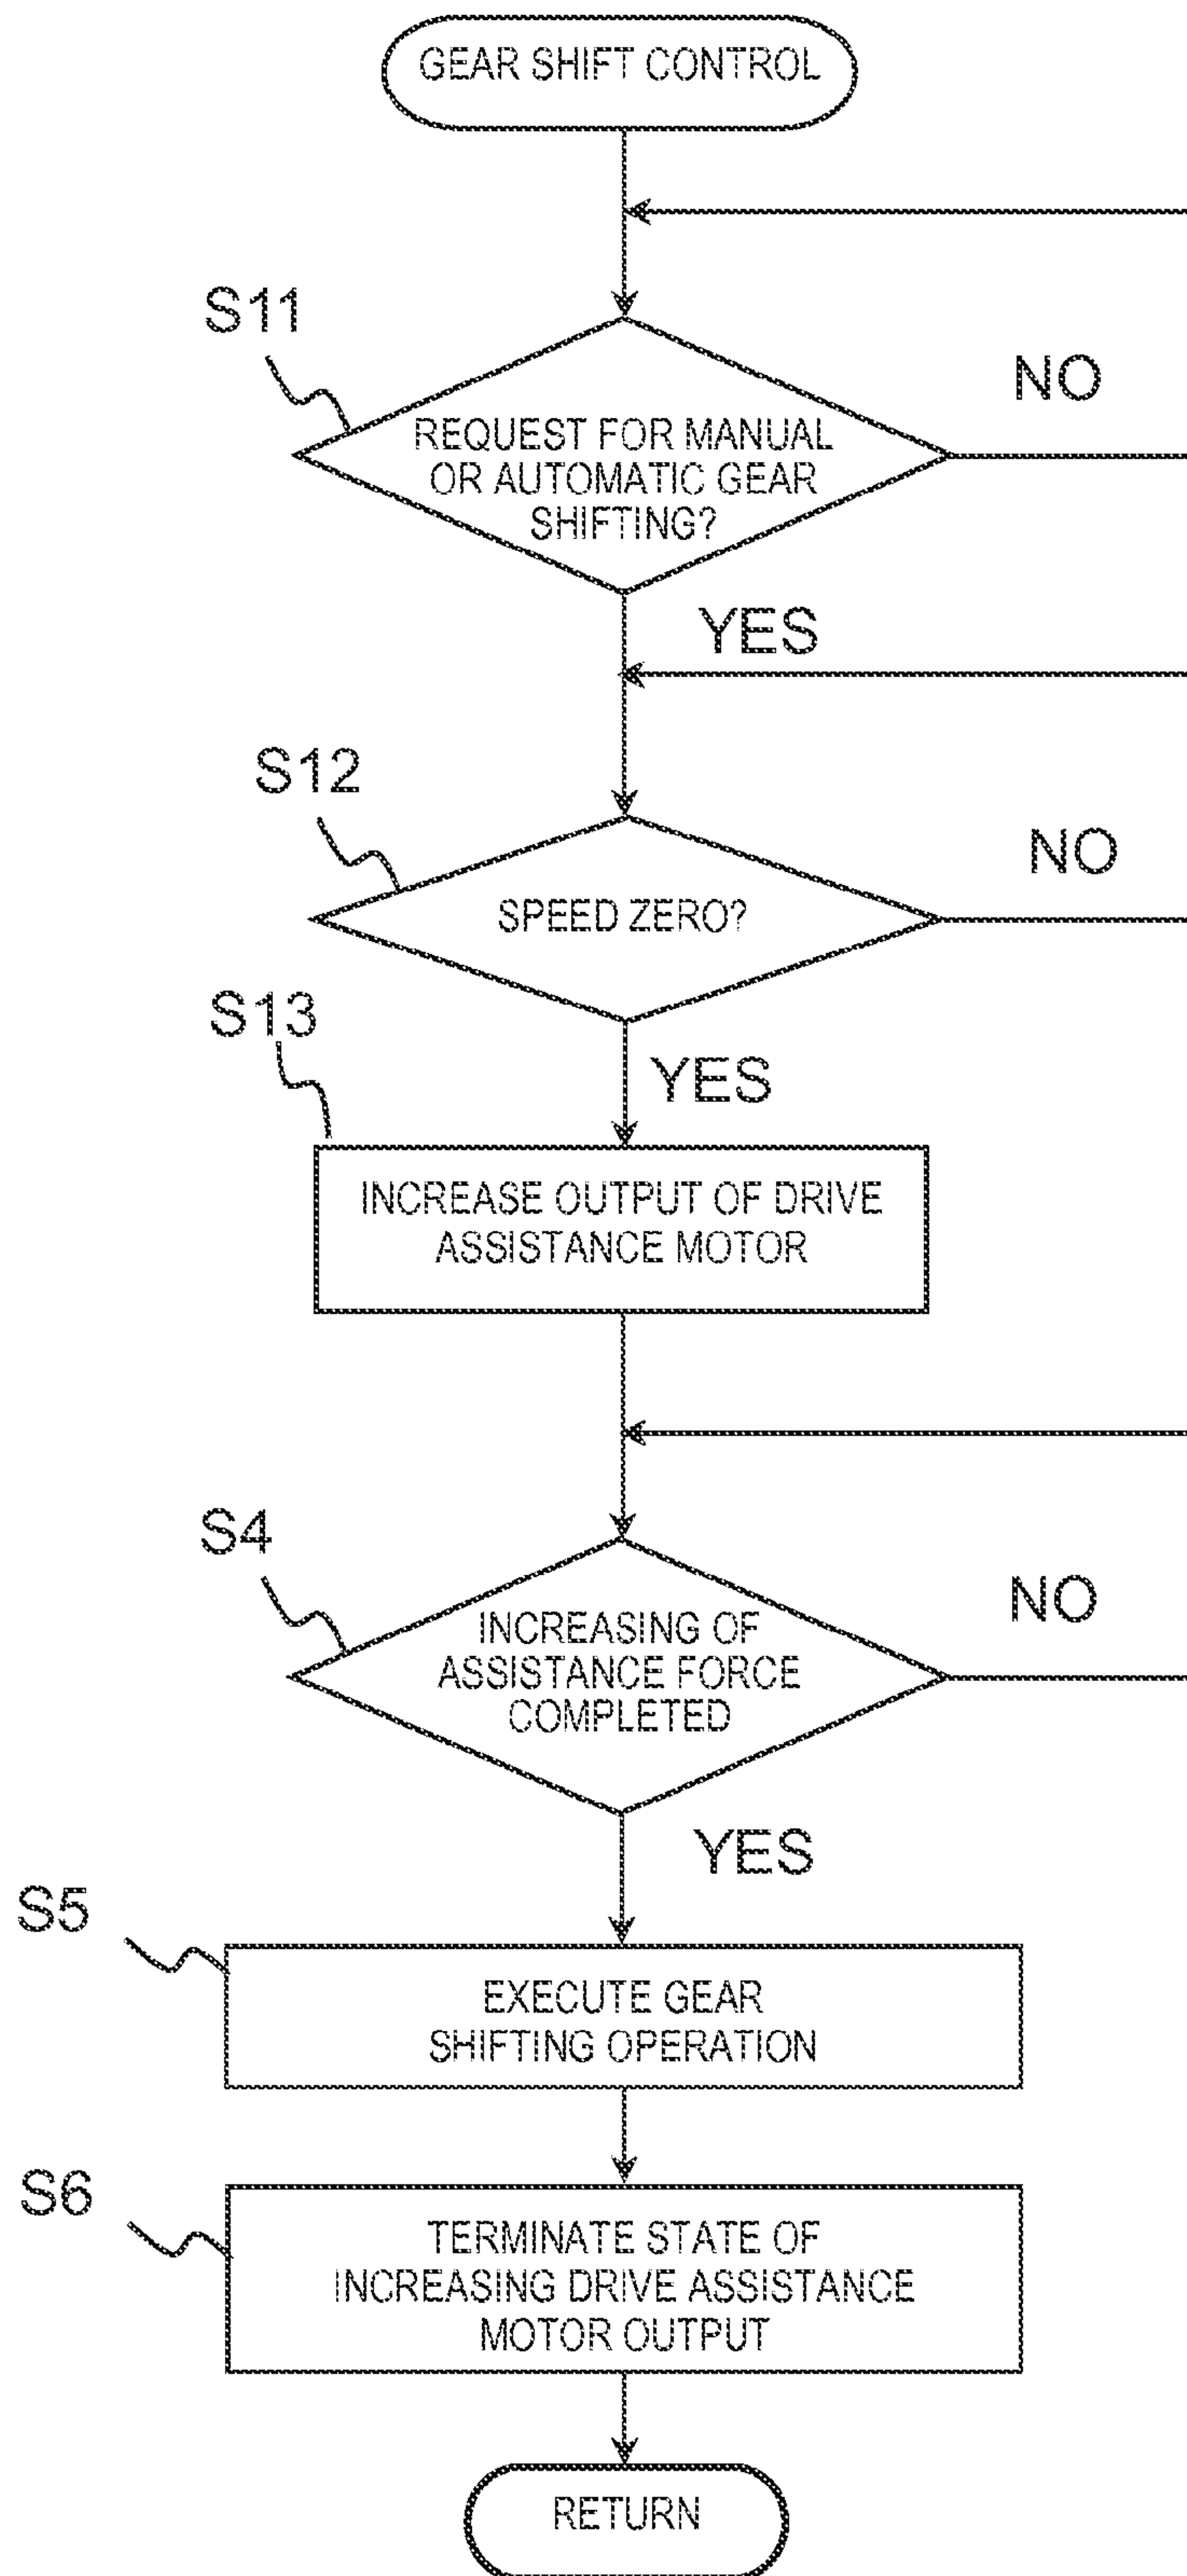 GEAR SHIFT CONTROL
S11
NO
REQUEST FOR MANUAL
OR AUTOMATIC GEAR
SHIFTING?
YES
S12
NO
SPEED ZERO?
S13
YES
INCREASE OUTPUT OF DRIVE
ASSISTANCE MOTOR
S4
NO
INCREASING OF
ASSISTANCE FORCE
COMPLETED
YES
S5
EXECUTE GEAR
SHIFTING OPERATION
S6
TERMINATE STATE OF
INCREASING DRIVE ASSISTANCE
MOTOR OUTPUT
RETURN